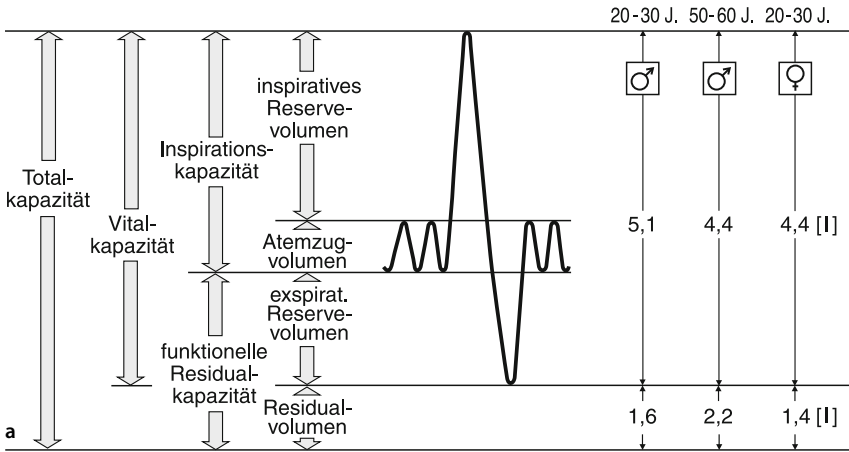 20-30 J. 50-60 J. 20-30 J.
♂ ♂ ♀
Total-
kapazität
Vital-
kapazität
Inspirations-
kapazität
funktionelle
Residual-
kapazität
inspiratives
Reserve-
volumen
Atemzug-
volumen
exspirat.
Reserve-
volumen
Residual-
volumen
5,1 4,4 4,4 [l]
1,6 2,2 1,4 [l]
a